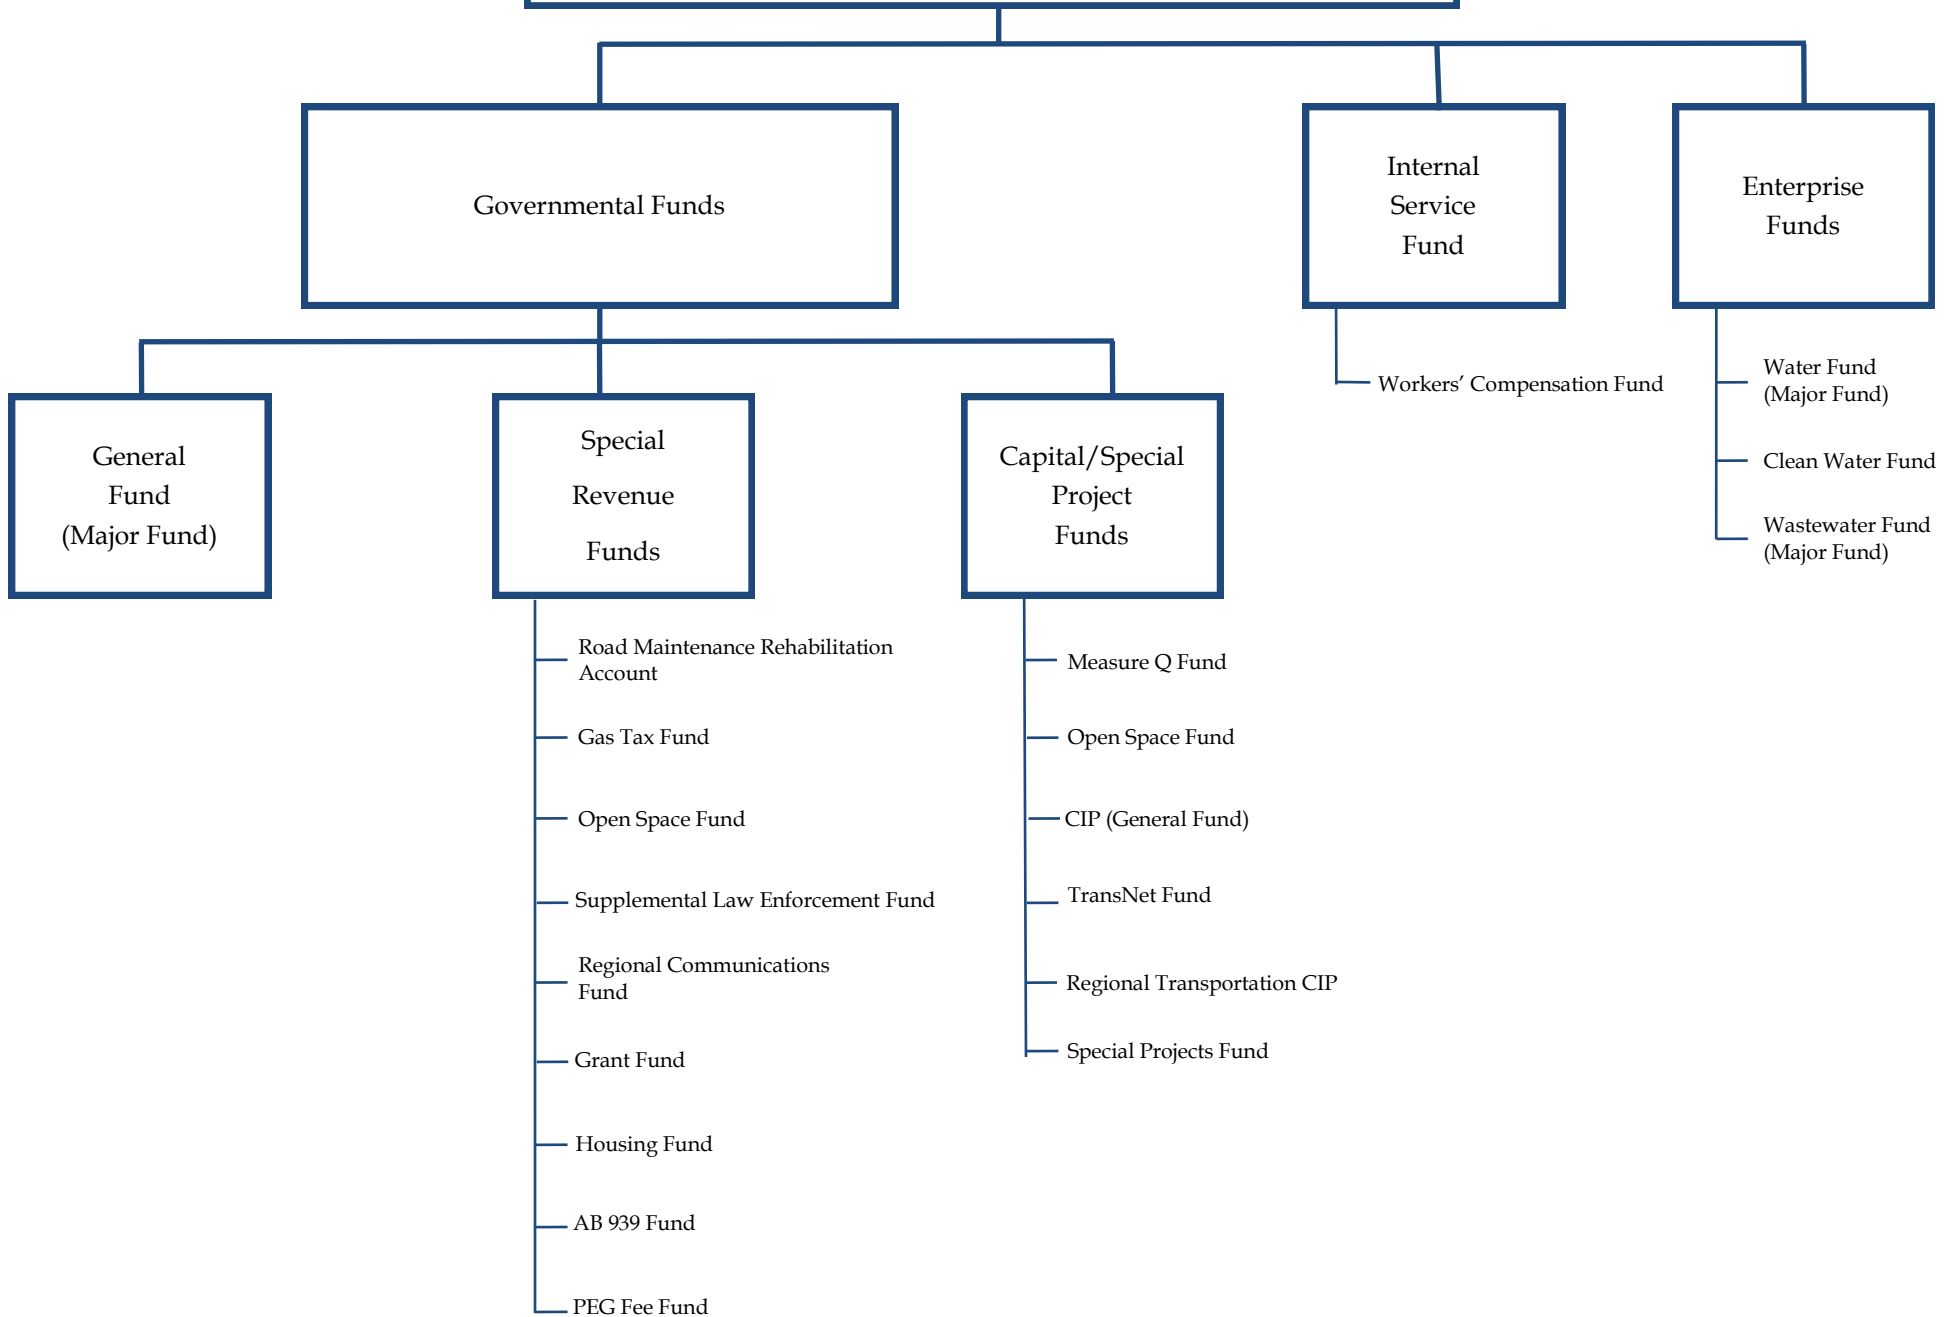 Governmental Funds
Internal
Service
Fund
Enterprise
Funds
General
Fund
(Major Fund)
Special
Revenue
Funds
Capital/Special
Project
Funds
Workers’ Compensation Fund
Water Fund
(Major Fund)
Clean Water Fund
Wastewater Fund
(Major Fund)
Road Maintenance Rehabilitation
Account
Gas Tax Fund
Open Space Fund
Supplemental Law Enforcement Fund
Regional Communications
Fund
Grant Fund
Housing Fund
AB 939 Fund
PEG Fee Fund
Measure Q Fund
Open Space Fund
CIP (General Fund)
TransNet Fund
Regional Transportation CIP
Special Projects Fund